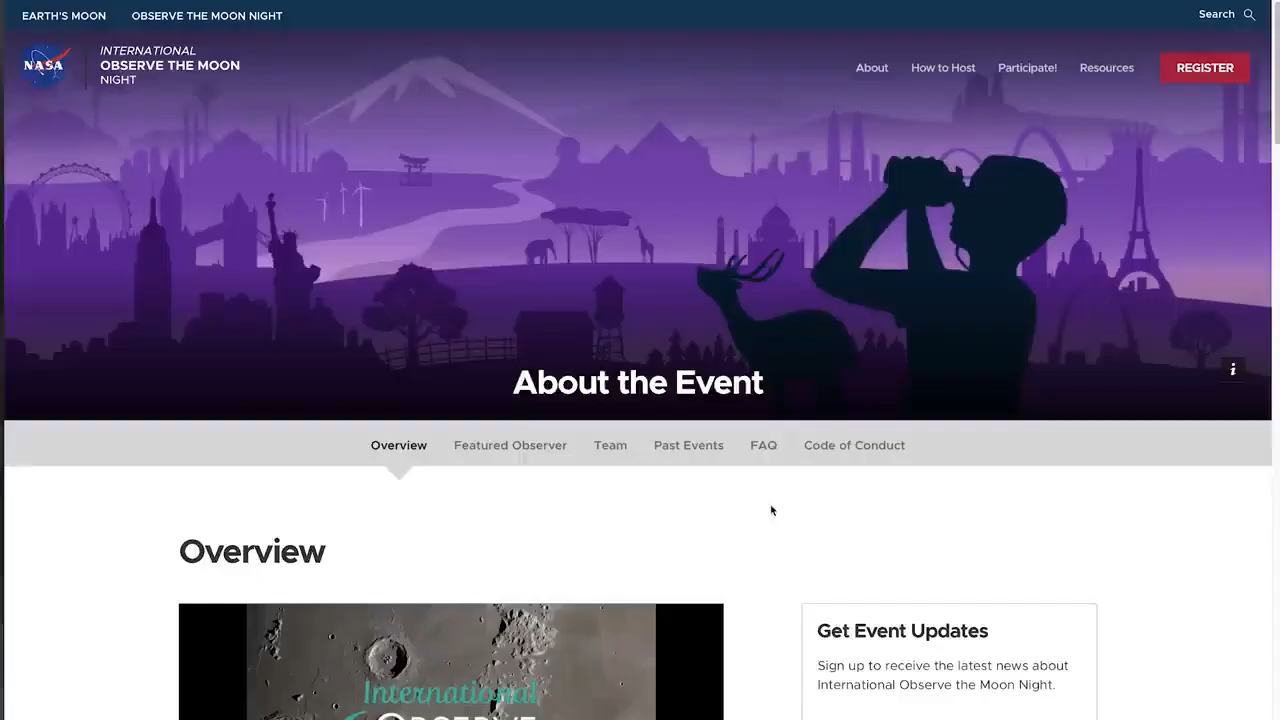 EARTH'S MOON
OBSERVE THE MOON NIGHT
Search
NASA
INTERNATIONAL
OBSERVE THE MOON
NIGHT
About
How to Host
Participate!
Resources
REGISTER
About the Event
i
Overview
Featured Observer
Team
Past Events
FAQ
Code of Conduct
Overview
International
OBSERVE
Get Event Updates
Sign up to receive the latest news about
International Observe the Moon Night.